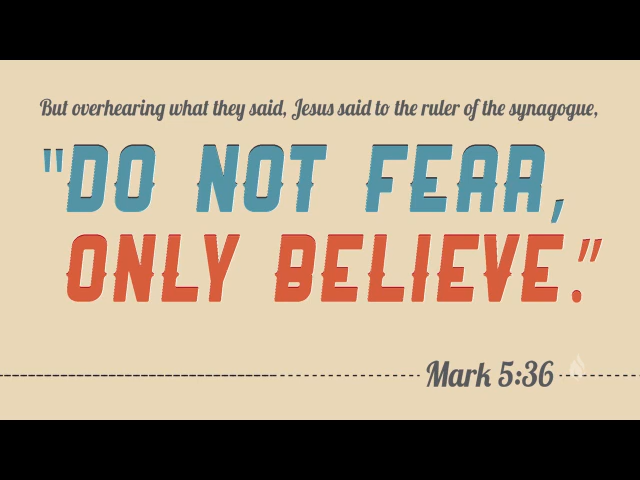 But overhearing what they said, Jesus said to the ruler of the synagogue,
"DO NOT FEAR,
ONLY BELIEVE."
Mark 5:36